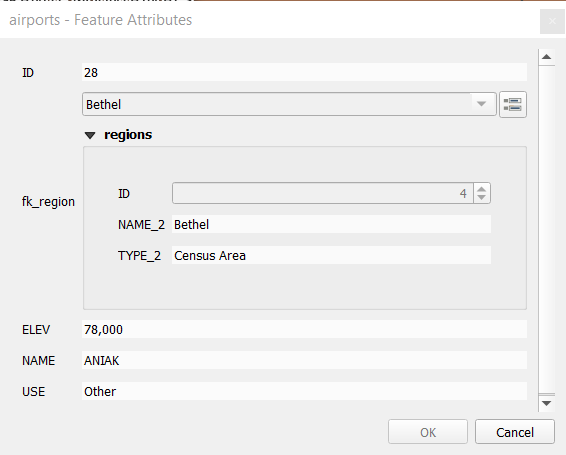 airports - Feature Attributes
ID 28
Bethel
regions
fk_region
ID 4
NAME_2 Bethel
TYPE_2 Census Area
ELEV 78,000
NAME ANIAK
USE Other
OK Cancel